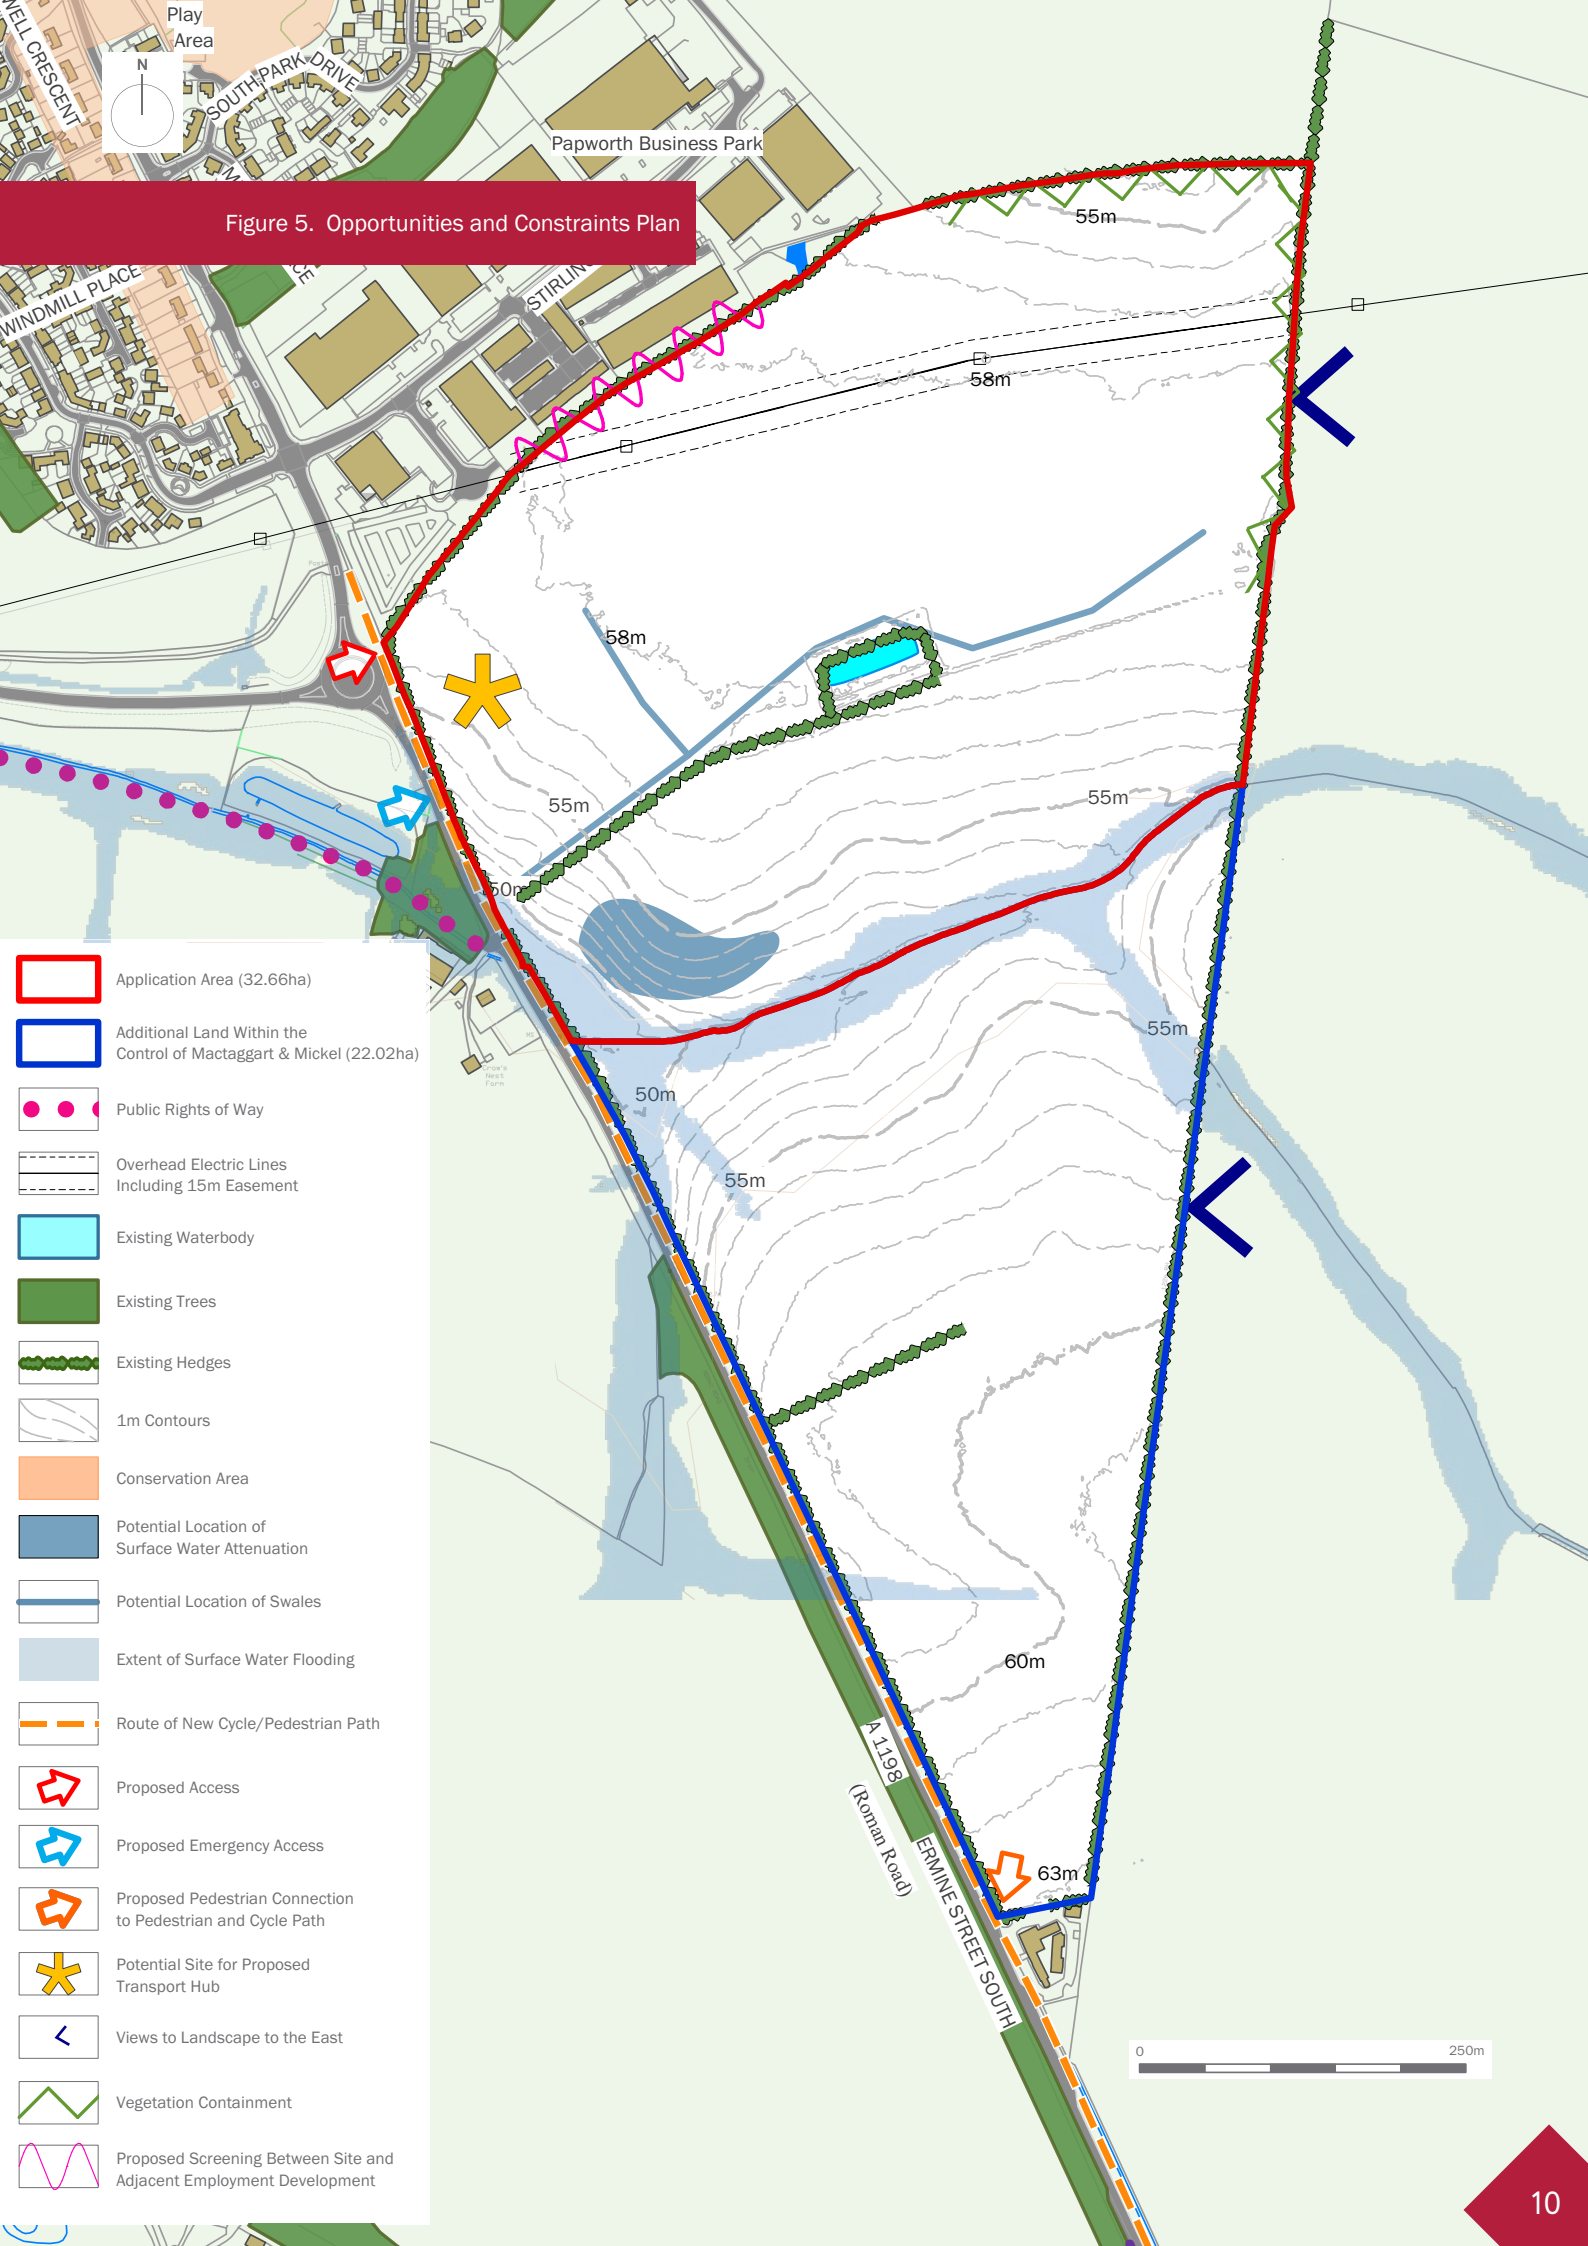 Play
Area
N
SOUTH PARK DRIVE
Papworth Business Park
Figure 5. Opportunities and Constraints Plan
WINDMILL PLACE
55m
58m
58m
55m
55m
50m
55m
50m
55m
60m
63m
Crow's
Nest
Farm
A 1198
(Roman Road)
ERMINE STREET SOUTH
Application Area (32.66ha)
Additional Land Within the
Control of Mactaggart & Mickel (22.02ha)
Public Rights of Way
Overhead Electric Lines
Including 15m Easement
Existing Waterbody
Existing Trees
Existing Hedges
1m Contours
Conservation Area
Potential Location of
Surface Water Attenuation
Potential Location of Swales
Extent of Surface Water Flooding
Route of New Cycle/Pedestrian Path
Proposed Access
Proposed Emergency Access
Proposed Pedestrian Connection
to Pedestrian and Cycle Path
Potential Site for Proposed
Transport Hub
Views to Landscape to the East
Vegetation Containment
Proposed Screening Between Site and
Adjacent Employment Development
0 250m
10